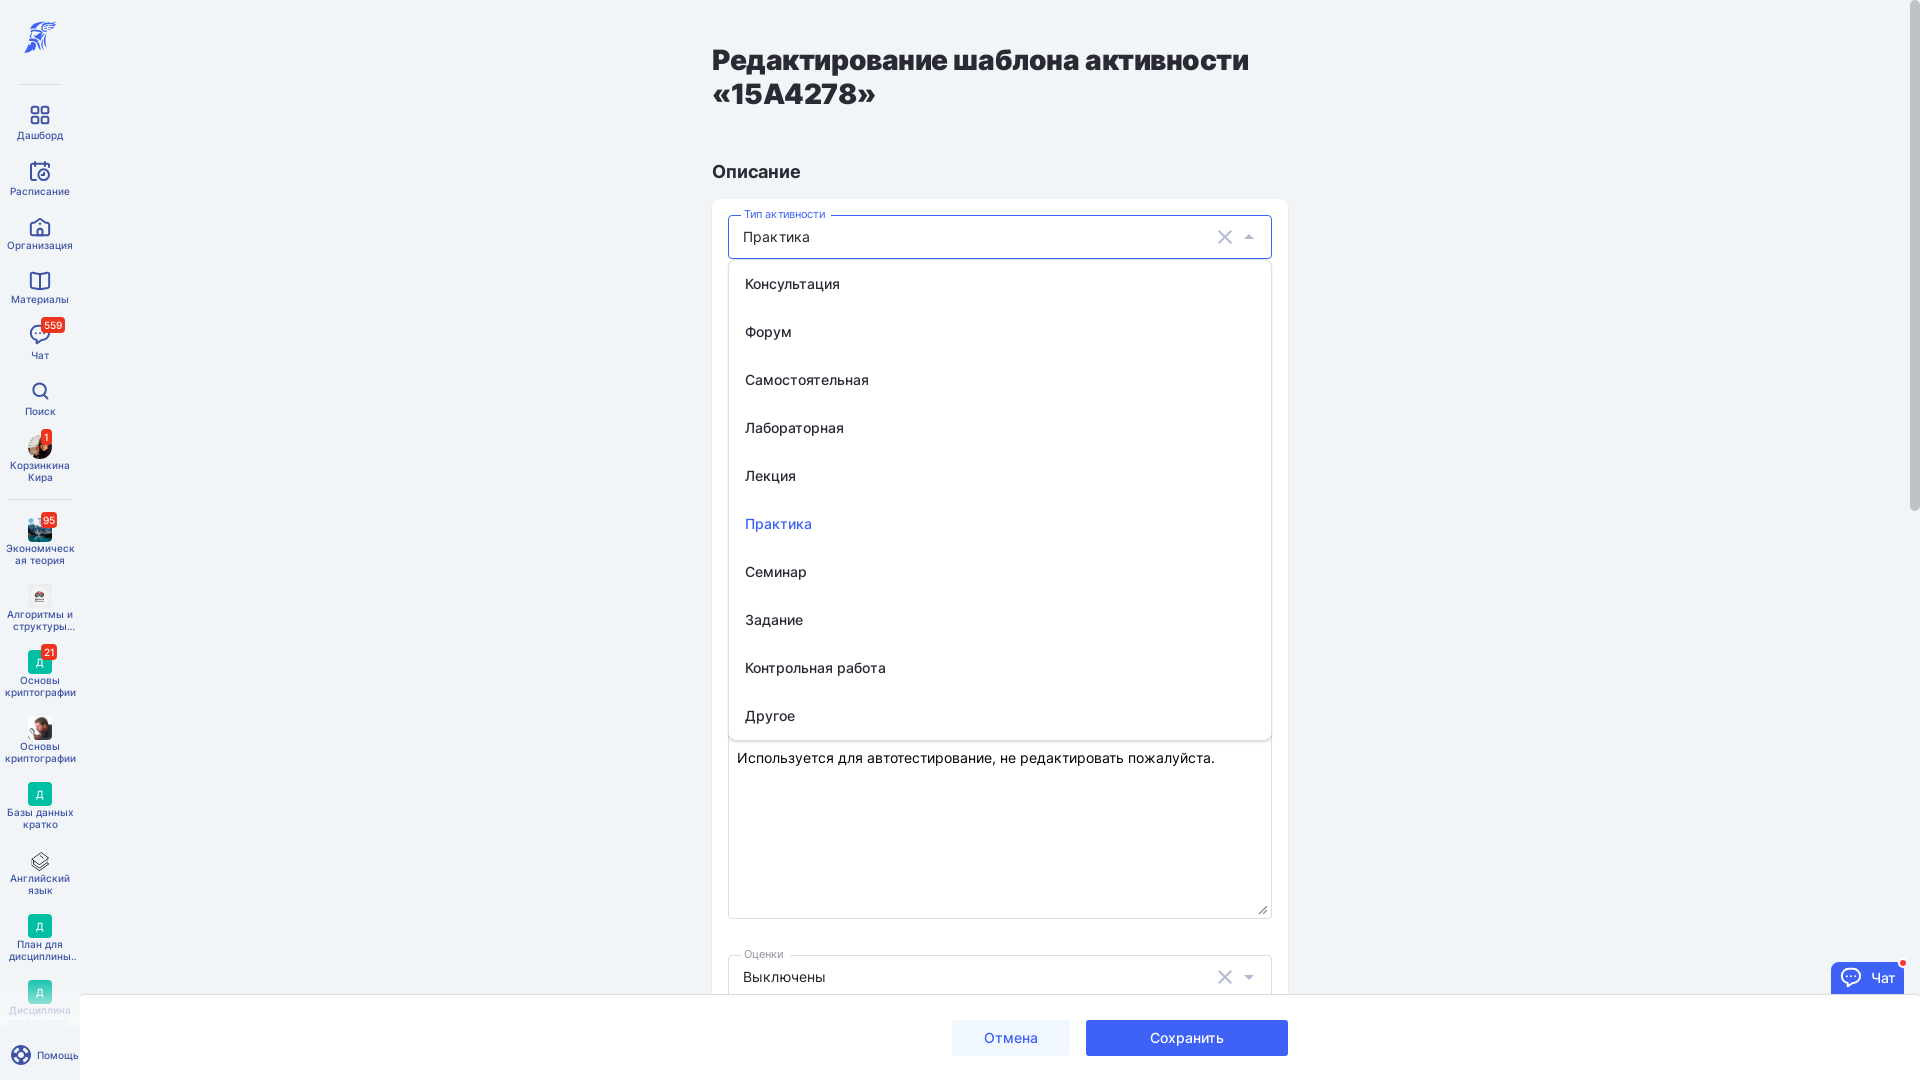 Дашборд
Расписание
Организация
Материалы
559
Чат
Поиск
1
Корзинкина
Кира
95
Экономическ
ая теория
Алгоритмы и
структуры...
21
Д
Основы
криптографии
Основы
криптографии
Д
Базы данных
кратко
Английский
язык
Д
План для
дисциплины..
Д
Дисциплина
Помощь
Редактирование шаблона активности
«15A4278»
Описание
Тип активности
Практика
Консультация
Форум
Самостоятельная
Лабораторная
Лекция
Практика
Семинар
Задание
Контрольная работа
Другое
Используется для автотестирование, не редактировать пожалуйста.
Оценки
Выключены
Чат
Отмена
Сохранить